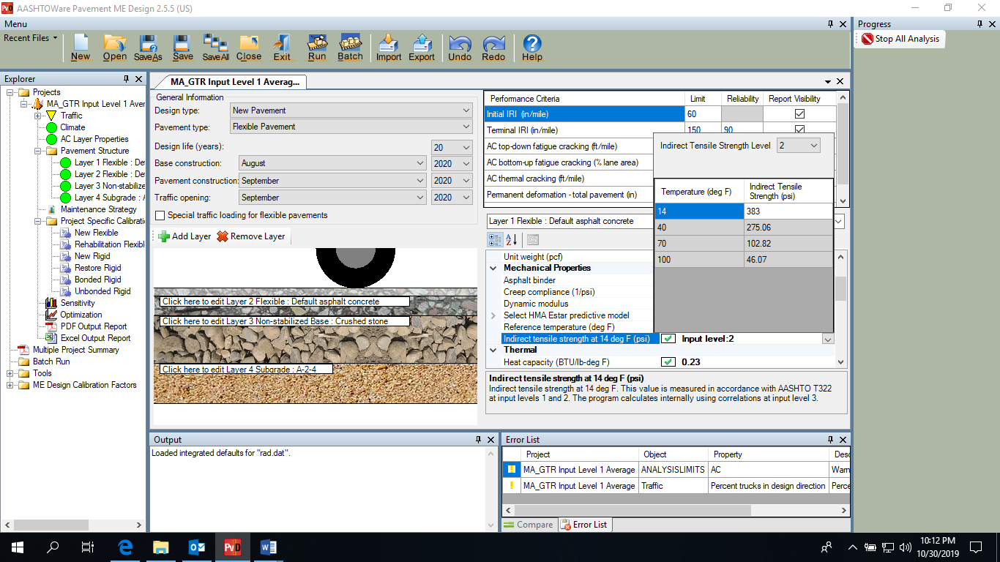 AASHTOWare Pavement ME Design 2.5.5 (US)
Menu
Recent Files
New Open SaveAs Save SaveAll Close Exit Run Batch Import Export Undo Redo Help
Progress
Stop All Analysis
Explorer
Projects
MA_GTR Input Level 1 Aver
Traffic
Climate
AC Layer Properties
Pavement Structure
Layer 1 Flexible : De
Layer 2 Flexible : De
Layer 3 Non-stabilize
Layer 4 Subgrade : A
Maintenance Strategy
Project Specific Calibratio
New Flexible
Rehabilitation Flexibl
New Rigid
Restore Rigid
Bonded Rigid
Unbonded Rigid
Sensitivity
Optimization
PDF Output Report
Excel Output Report
Multiple Project Summary
Batch Run
Tools
ME Design Calibration Factors
MA_GTR Input Level 1 Averag...
General Information
Design type: New Pavement
Pavement type: Flexible Pavement
Design life (years): 20
Base construction: August 2020
Pavement construction: September 2020
Traffic opening: September 2020
Special traffic loading for flexible pavements
Add Layer Remove Layer
Click here to edit Layer 2 Flexible : Default asphalt concrete
Click here to edit Layer 3 Non-stabilized Base : Crushed stone
Click here to edit Layer 4 Subgrade : A-2-4
Performance Criteria Limit Reliability Report Visibility
Initial IRI (in/mile) 60
Terminal IRI (in/mile) 150 90
AC top-down fatigue cracking (ft/mile)
AC bottom-up fatigue cracking (% lane area)
AC thermal cracking (ft/mile)
Permanent deformation - total pavement (in)
Indirect Tensile Strength Level 2
Temperature (deg F) Indirect Tensile Strength (psi)
14 383
40 275.06
70 102.82
100 46.07
Layer 1 Flexible : Default asphalt concrete
Unit weight (pcf)
Mechanical Properties
Asphalt binder
Creep compliance (1/psi)
Dynamic modulus
Select HMA Estar predictive model
Reference temperature (deg F)
Indirect tensile strength at 14 deg F (psi) Input level:2
Thermal
Heat capacity (BTU/lb-deg F) 0.23
Indirect tensile strength at 14 deg F (psi)
Indirect tensile strength at 14 deg F. This value is measured in accordance with AASHTO T322
at input levels 1 and 2. The program calculates internally using correlations at input level 3.
Output
Loaded integrated defaults for "rad.dat".
Error List
Project Object Property Desc
MA_GTR Input Level 1 Average ANALYSISLIMITS AC Warn
MA_GTR Input Level 1 Average Traffic Percent trucks in design direction Perce
Compare Error List
10:12 PM
10/30/2019